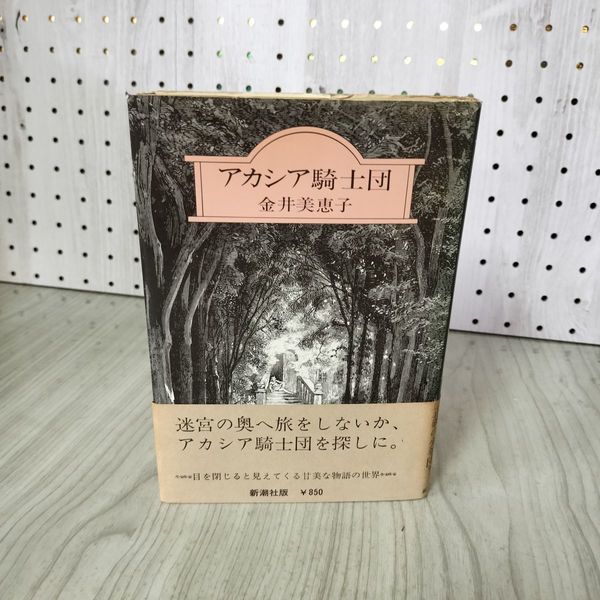 アカシア騎士団
金井美恵子
迷宮の奥へ旅をしないか、
アカシア騎士団を探しに。
目を閉じると見えてくる甘美な物語の世界
新潮社版 ¥850